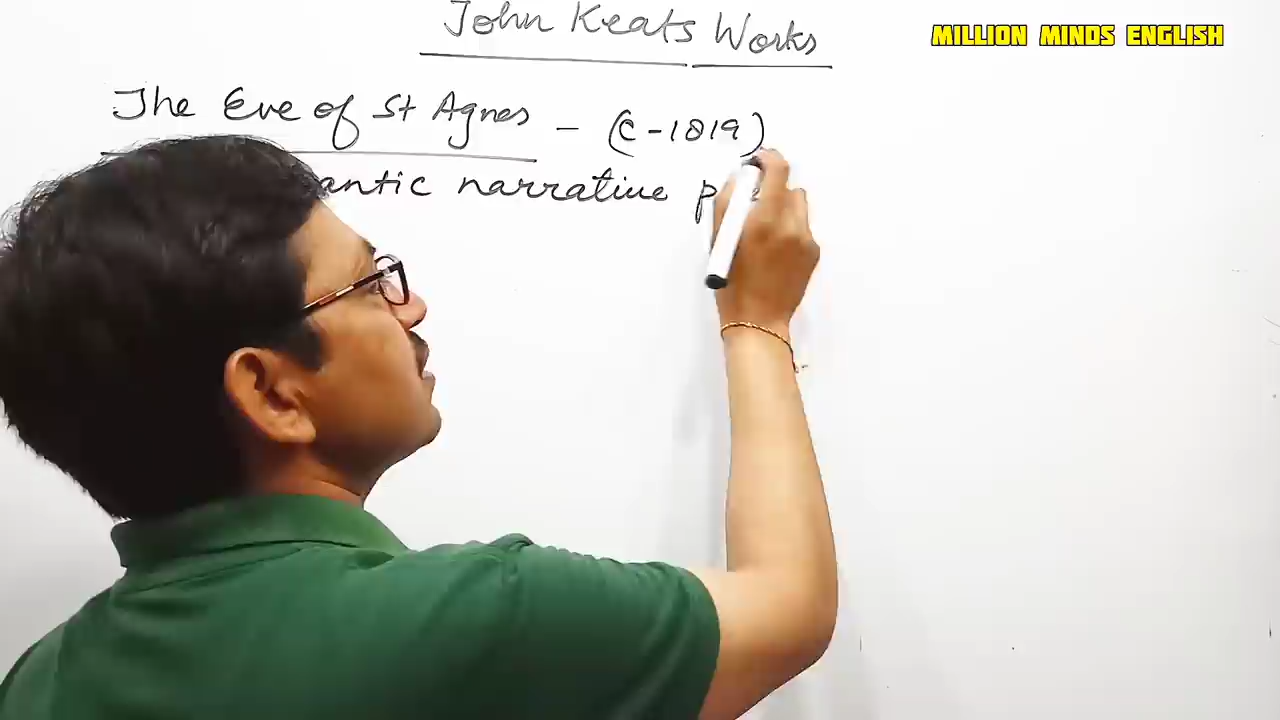 John Keats Works
MILLION MINDS ENGLISH
The Eve of St Agnes - (C-1819)
antic narrative p